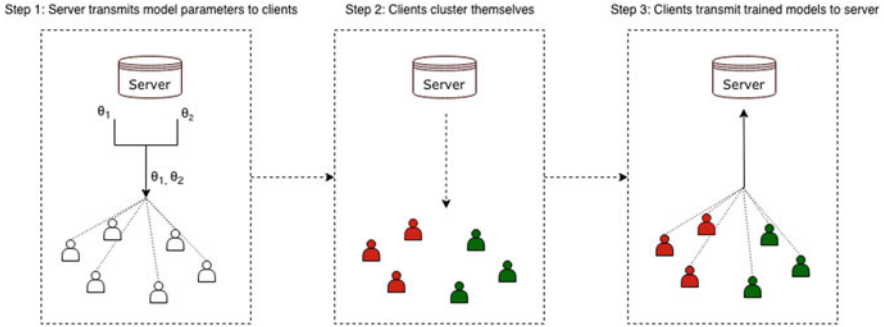 Step 1: Server transmits model parameters to clients
Step 2: Clients cluster themselves
Step 3: Clients transmit trained models to server
Server
θ1
θ2
θ1, θ2
Server
Server